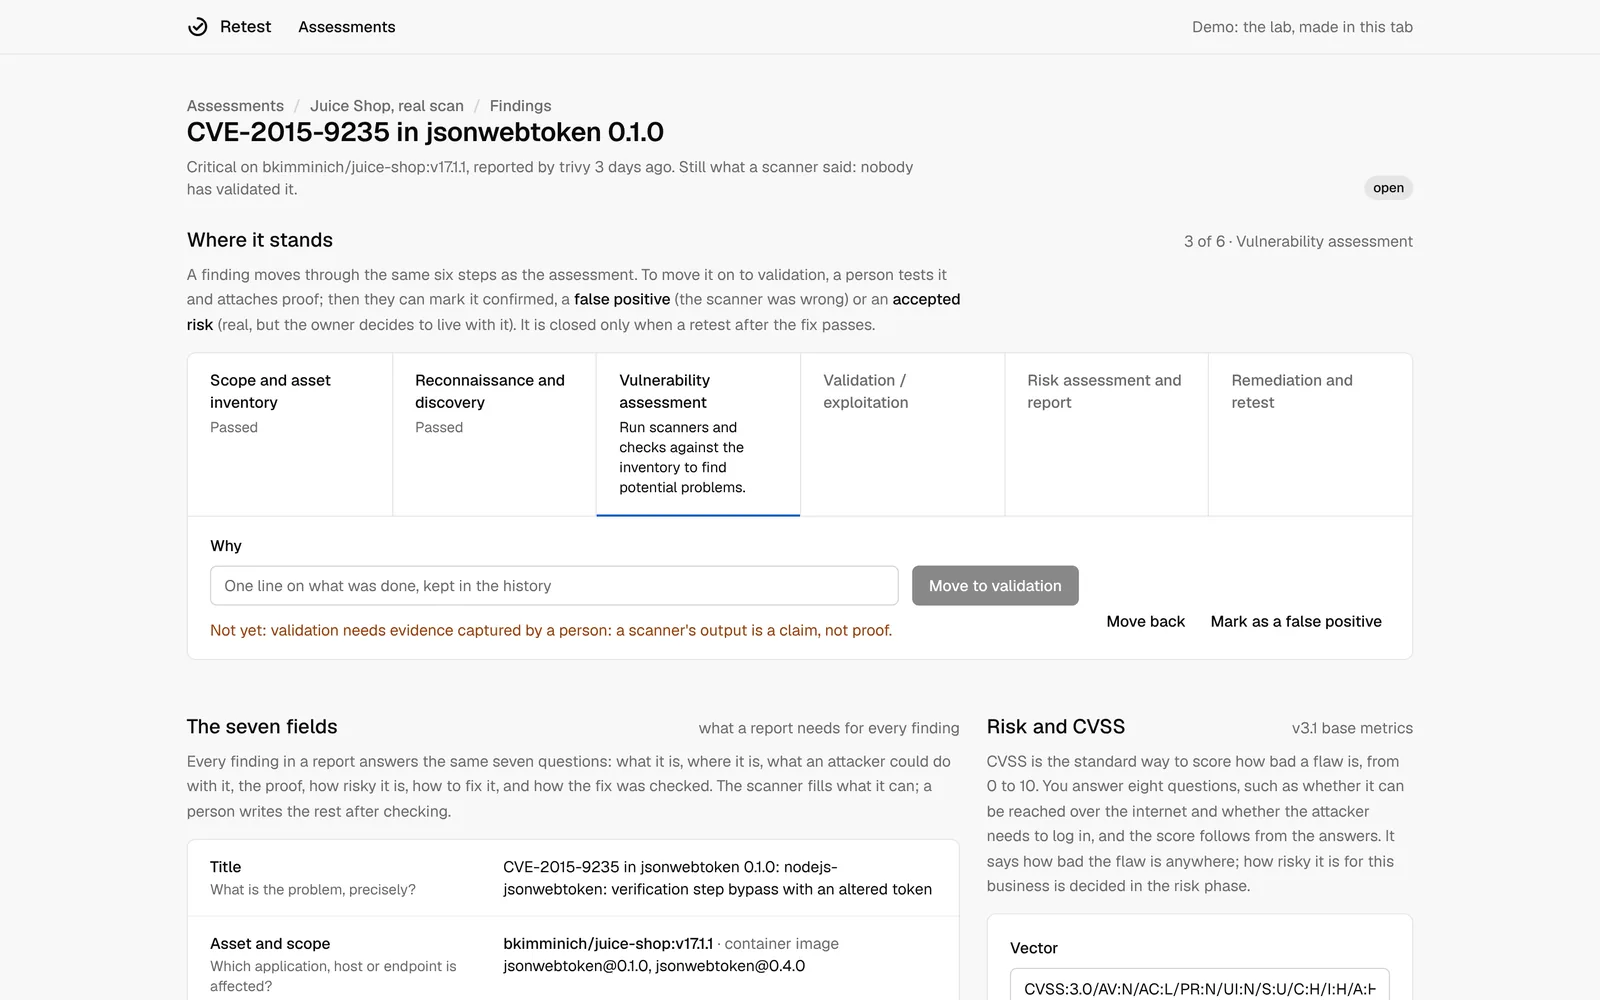 Retest
Assessments
Demo: the lab, made in this tab
Assessments / Juice Shop, real scan / Findings
CVE-2015-9235 in jsonwebtoken 0.1.0
Critical on bkimminich/juice-shop:v17.1.1, reported by trivy 3 days ago. Still what a scanner said: nobody
has validated it.
open
Where it stands
3 of 6 · Vulnerability assessment
A finding moves through the same six steps as the assessment. To move it on to validation, a person tests it
and attaches proof; then they can mark it confirmed, a false positive (the scanner was wrong) or an accepted
risk (real, but the owner decides to live with it). It is closed only when a retest after the fix passes.
Scope and asset
inventory
Passed
Reconnaissance and
discovery
Passed
Vulnerability
assessment
Run scanners and
checks against the
inventory to find
potential problems.
Validation /
exploitation
Risk assessment and
report
Remediation and
retest
Why
One line on what was done, kept in the history
Move to validation
Not yet: validation needs evidence captured by a person: a scanner's output is a claim, not proof.
Move back
Mark as a false positive
The seven fields
what a report needs for every finding
Every finding in a report answers the same seven questions: what it is, where it is, what an attacker could do
with it, the proof, how risky it is, how to fix it, and how the fix was checked. The scanner fills what it can; a
person writes the rest after checking.
Title
What is the problem, precisely?
CVE-2015-9235 in jsonwebtoken 0.1.0: nodejs-
jsonwebtoken: verification step bypass with an altered token
Asset and scope
Which application, host or endpoint is
affected?
bkimminich/juice-shop:v17.1.1 · container image
jsonwebtoken@0.1.0, jsonwebtoken@0.4.0
Risk and CVSS
v3.1 base metrics
CVSS is the standard way to score how bad a flaw is, from
0 to 10. You answer eight questions, such as whether it can
be reached over the internet and whether the attacker
needs to log in, and the score follows from the answers. It
says how bad the flaw is anywhere; how risky it is for this
business is decided in the risk phase.
Vector
CVSS:3.0/AV:N/AC:L/PR:N/UI:N/S:U/C:H/I:H/A:H